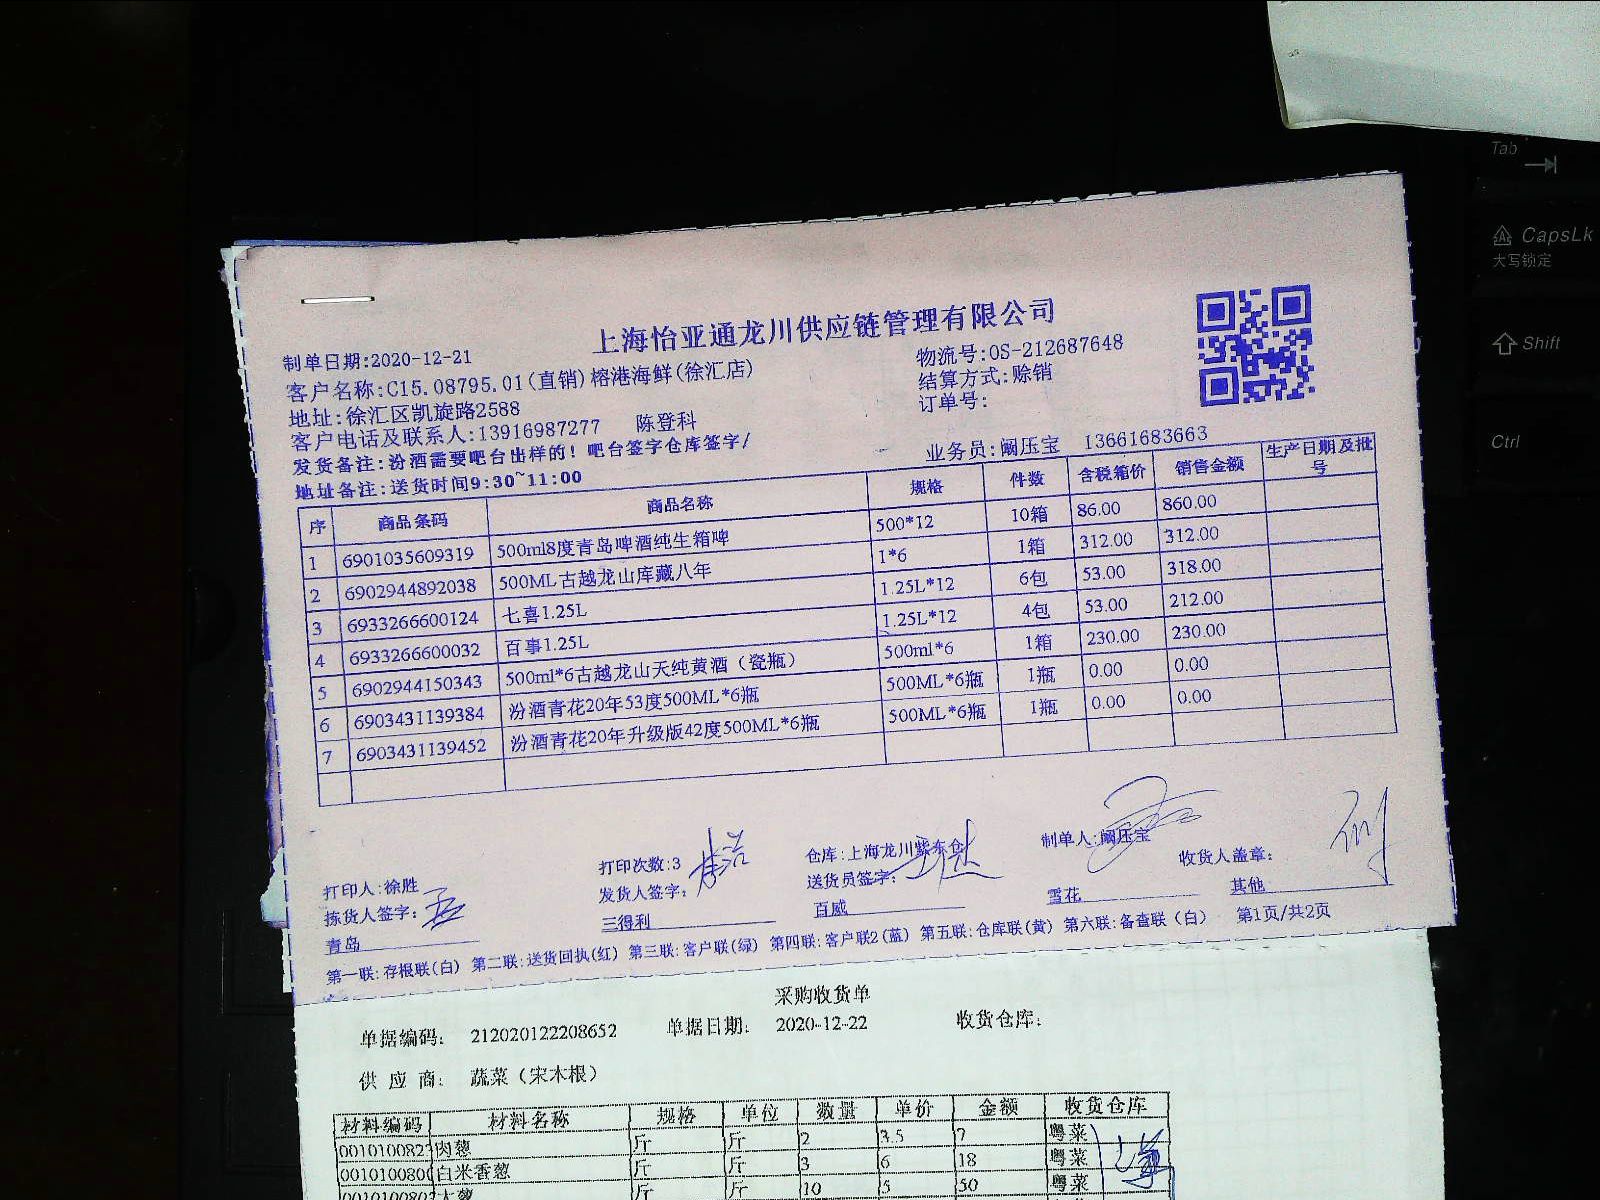 Tab
CapsLk
大写锁定
Shift
Ctrl
上海怡亚通龙川供应链管理有限公司
制单日期:2020-12-21
物流号:OS-212687648
客户名称:C15.08795.01(直销)榕港海鲜(徐汇店)
结算方式:赊销
地址:徐汇区凯旋路2588
订单号:
客户电话及联系人:13916987277 陈登科
发货备注:汾酒需要吧台出样的！吧台签字仓库签字/
业务员:阚压宝 13661683663
地址备注:送货时间9:30~11:00
序 商品条码 商品名称 规格 件数 含税箱价 销售金额 生产日期及批号
1 6901035609319 500ml8度青岛啤酒纯生箱啤 500*12 10箱 86.00 860.00
2 6902944892038 500ML古越龙山库藏八年 1*6 1箱 312.00 312.00
3 6933266600124 七喜1.25L 1.25L*12 6包 53.00 318.00
4 6933266600032 百事1.25L 1.25L*12 4包 53.00 212.00
5 6902944150343 500ml*6古越龙山天纯黄酒（瓷瓶） 500ml*6 1箱 230.00 230.00
6 6903431139384 汾酒青花20年53度500ML*6瓶 500ML*6瓶 1瓶 0.00 0.00
7 6903431139452 汾酒青花20年升级版42度500ML*6瓶 500ML*6瓶 1瓶 0.00 0.00
打印人:徐胜 打印次数:3 仓库:上海龙川紫东仓 制单人:阚压宝
拣货人签字: 发货人签字: 送货员签字: 收货人盖章:
青岛 三得利 百威 雪花 其他
第一联:存根联(白) 第二联:送货回执(红) 第三联:客户联(绿) 第四联:客户联2(蓝) 第五联:仓库联(黄) 第六联:备查联(白) 第1页/共2页
采购收货单
单据编码: 212020122208652 单据日期: 2020-12-22 收货仓库:
供应商: 蔬菜（宋木根）
材料编码 材料名称 规格 单位 数量 单价 金额 收货仓库
001010082 肉葱 斤 斤 2 3.5 7 粤菜
001010080 白米香葱 斤 斤 3 6 18 粤菜
001010080 大葱 斤 斤 10 5 50 粤菜